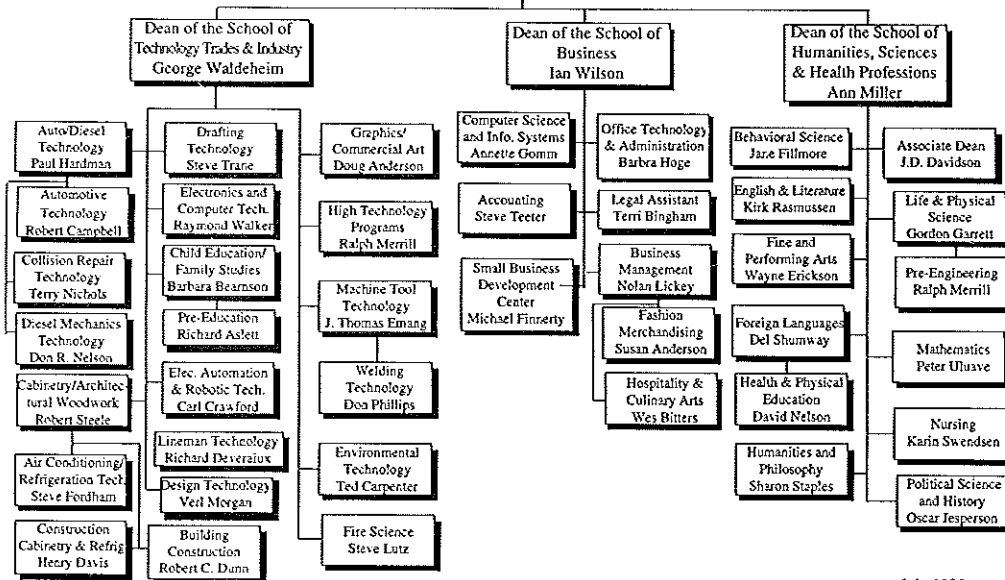 Dean of the School of
Technology Trades & Industry
George Waldeheim
Dean of the School of
Business
Ian Wilson
Dean of the School of
Humanities, Sciences
& Health Professions
Ann Miller
Auto/Diesel
Technology
Paul Hardman
Automotive
Technology
Robert Campbell
Collision Repair
Technology
Terry Nichols
Diesel Mechanics
Technology
Don R. Nelson
Cabinetry/Architec
tural Woodwork
Robert Steele
Air Conditioning/
Refrigeration Tech.
Steve Fordham
Construction
Cabinetry & Refrig
Henry Davis
Building
Construction
Robert C. Dunn
Drafting
Technology
Steve Trane
Electronics and
Computer Tech.
Raymond Walker
Child Education/
Family Studies
Barbara Bearnson
Pre-Education
Richard Aslett
Elec. Automation
& Robotic Tech.
Carl Crawford
Lineman Technology
Richard Deveraiux
Design Technology
Verl Morgan
Graphics/
Commercial Art
Doug Anderson
High Technology
Programs
Ralph Merrill
Machine Tool
Technology
J. Thomas Emang
Welding
Technology
Don Phillips
Environmental
Technology
Ted Carpenter
Fire Science
Steve Lutz
Computer Science
and Info. Systems
Annette Gomm
Accounting
Steve Teeter
Small Business
Development
Center
Michael Finnerty
Office Technology
& Administration
Barbra Hoge
Legal Assistant
Terri Bingham
Business
Management
Nolan Lickey
Fashion
Merchandising
Susan Anderson
Hospitality &
Culinary Arts
Wes Bitters
Behavioral Science
Jane Fillmore
English & Literature
Kirk Rasmussen
Fine and
Performing Arts
Wayne Erickson
Foreign Languages
Del Shumway
Health & Physical
Education
David Nelson
Humanities and
Philosophy
Sharon Staples
Associate Dean
J.D. Davidson
Life & Physical
Science
Gordon Garrett
Pre-Engineering
Ralph Merrill
Mathematics
Peter Uluave
Nursing
Karin Swendsen
Political Science
and History
Oscar Jesperson